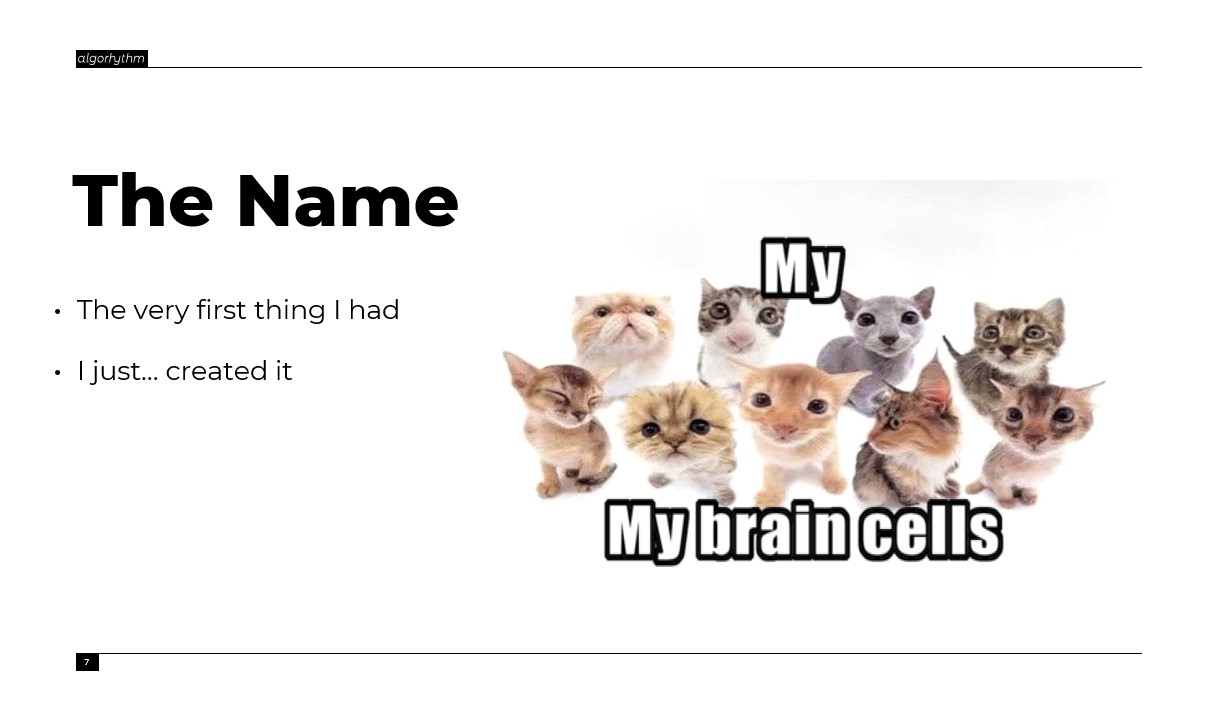 algorhythm
The Name
• The very first thing I had
• I just... created it
My
My brain cells
7